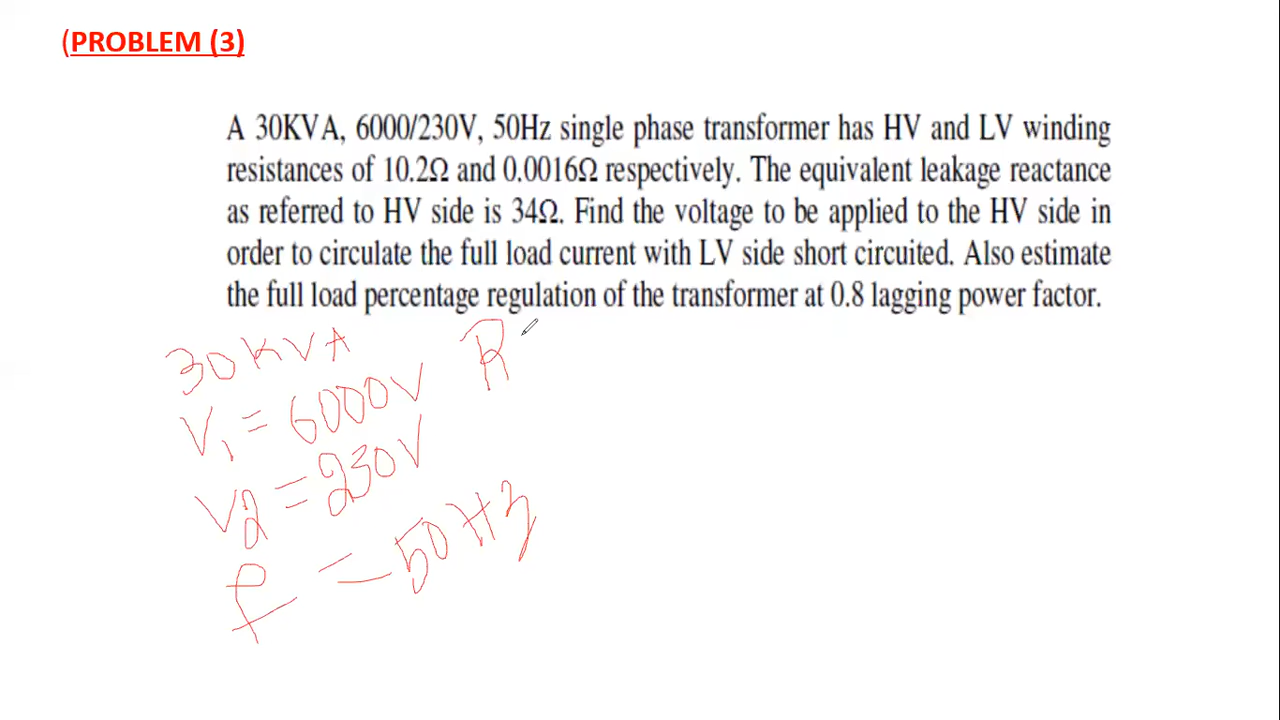 (PROBLEM (3)
A 30KVA, 6000/230V, 50Hz single phase transformer has HV and LV winding
resistances of 10.2Ω and 0.0016Ω respectively. The equivalent leakage reactance
as referred to HV side is 34Ω. Find the voltage to be applied to the HV side in
order to circulate the full load current with LV side short circuited. Also estimate
the full load percentage regulation of the transformer at 0.8 lagging power factor.
30KVA
V1 = 6000V R
V2 = 230V
f = 50Hz